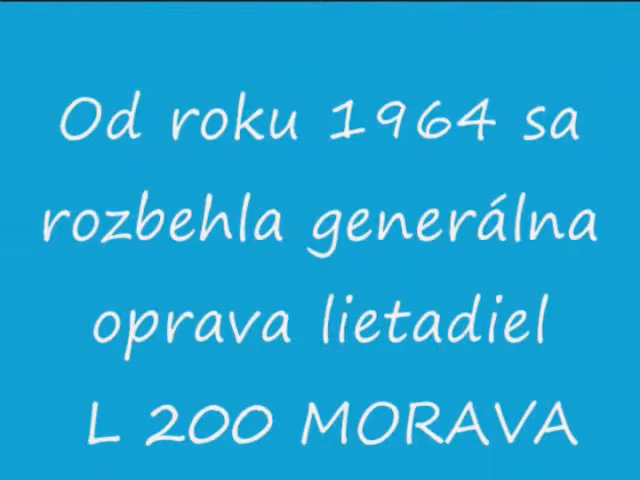 Od roku 1964 sa
rozbehla generálna
oprava lietadiel
L 200 MORAVA